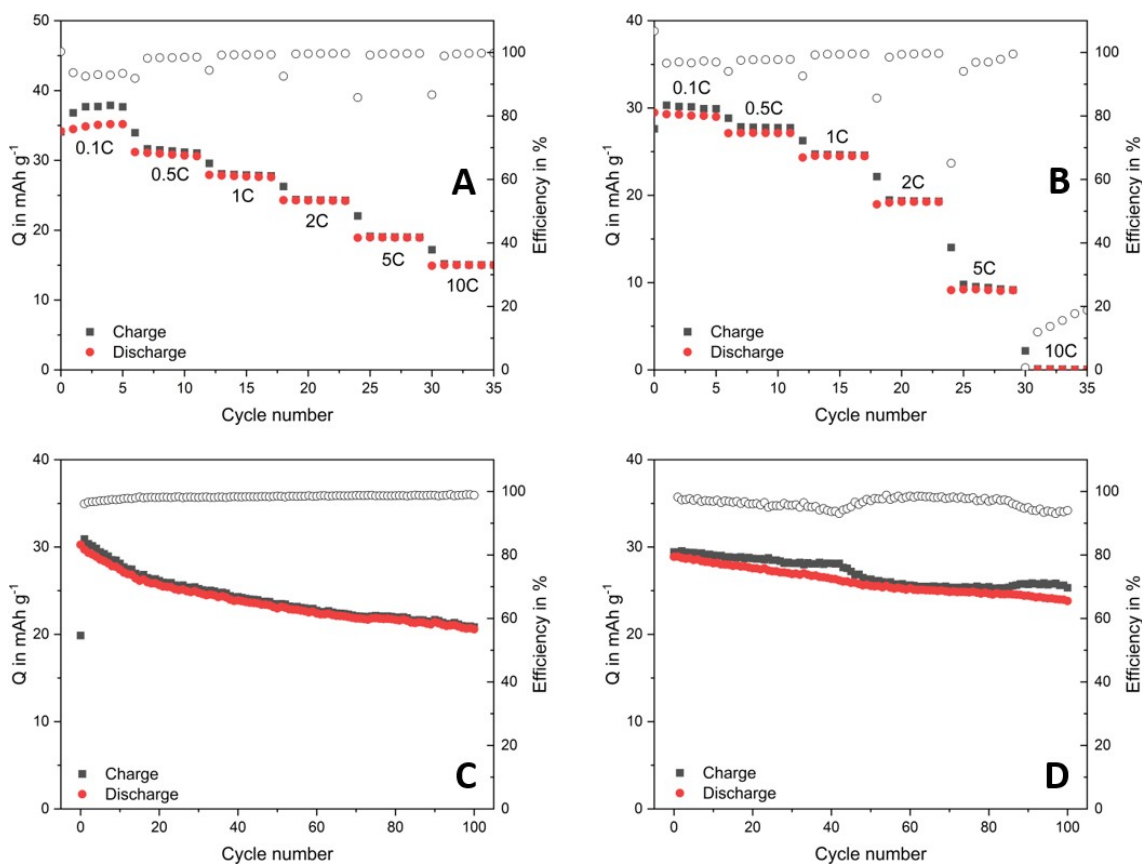 50
40
30
20
10
0
Q in mAh g⁻¹
100
80
60
40
20
0
Efficiency in %
0.1C
0.5C
1C
2C
5C
10C
A
Charge
Discharge
0 5 10 15 20 25 30 35
Cycle number
40
30
20
10
0
Q in mAh g⁻¹
100
80
60
40
20
0
Efficiency in %
0.1C
0.5C
1C
2C
5C
10C
B
Charge
Discharge
0 5 10 15 20 25 30 35
Cycle number
40
30
20
10
0
Q in mAh g⁻¹
100
80
60
40
20
0
Efficiency in %
C
Charge
Discharge
0 20 40 60 80 100
Cycle number
40
30
20
10
0
Q in mAh g⁻¹
100
80
60
40
20
0
Efficiency in %
D
Charge
Discharge
0 20 40 60 80 100
Cycle number